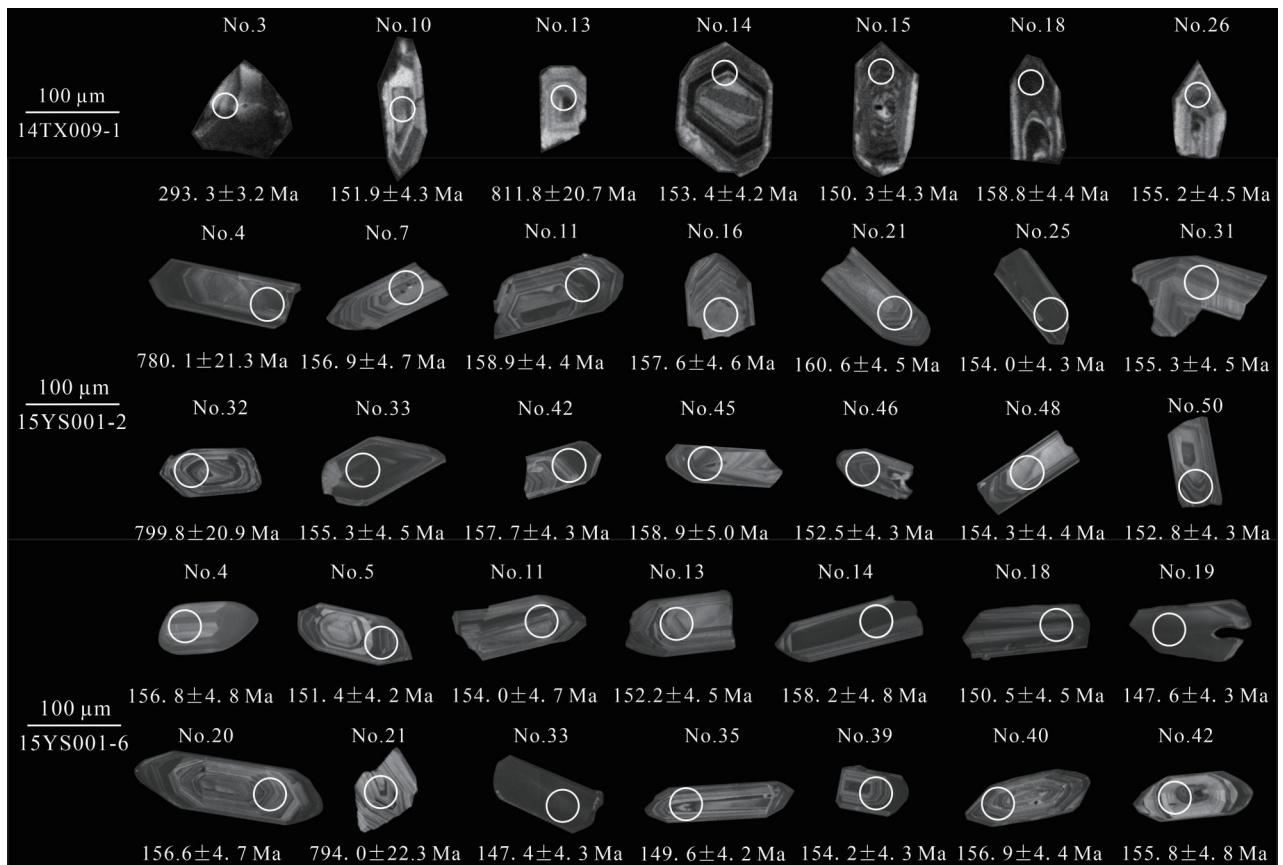 No.3 No.10 No.13 No.14 No.15 No.18 No.26
100 μm
14TX009-1
293. 3±3.2 Ma 151.9±4.3 Ma 811.8±20.7 Ma 153.4±4.2 Ma 150.3±4.3 Ma 158.8±4.4 Ma 155.2±4.5 Ma
No.4 No.7 No.11 No.16 No.21 No.25 No.31
780. 1±21.3 Ma 156.9±4. 7 Ma 158.9±4. 4 Ma 157.6±4. 6 Ma 160.6±4. 5 Ma 154.0±4.3 Ma 155.3±4. 5 Ma
100 μm
15YS001-2
No.32 No.33 No.42 No.45 No.46 No.48 No.50
799.8±20.9 Ma 155.3±4. 5 Ma 157.7±4. 3 Ma 158. 9±5.0 Ma 152.5±4. 3 Ma 154.3±4. 4 Ma 152.8±4.3 Ma
No.4 No.5 No.11 No.13 No.14 No.18 No.19
156.8±4. 8 Ma 151.4±4. 2 Ma 154.0±4.7 Ma 152.2±4.5 Ma 158.2±4. 8 Ma 150.5±4. 5 Ma 147.6±4. 3 Ma
100 μm
15YS001-6
No.20 No.21 No.33 No.35 No.39 No.40 No.42
156.6±4. 7 Ma 794. 0±22.3 Ma 147.4±4. 3 Ma 149.6±4. 2 Ma 154.2±4. 3 Ma 156.9±4.4 Ma 155.8±4. 8 Ma